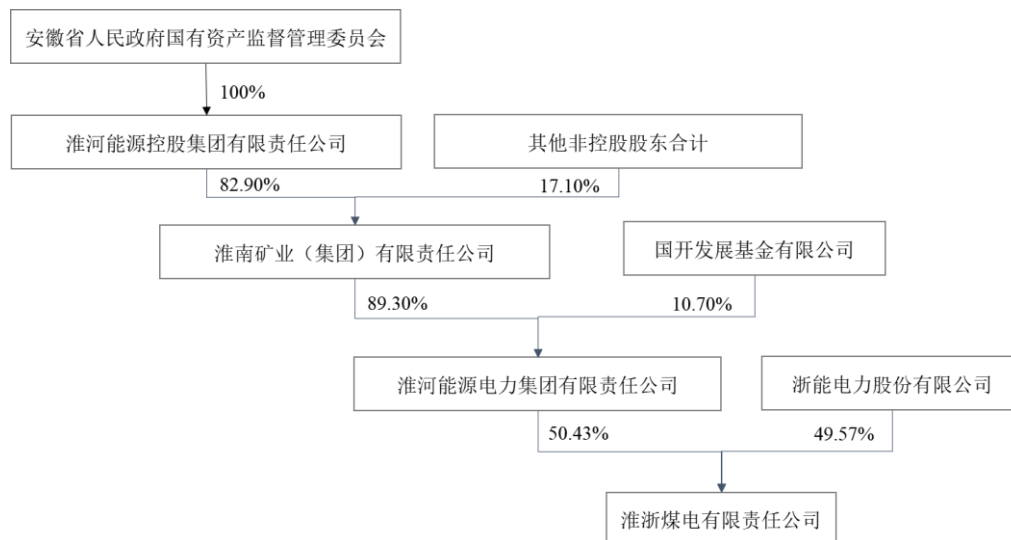 安徽省人民政府国有资产监督管理委员会
100%
淮河能源控股集团有限责任公司
其他非控股股东合计
82.90%
17.10%
淮南矿业（集团）有限责任公司
国开发展基金有限公司
89.30%
10.70%
淮河能源电力集团有限责任公司
浙能电力股份有限公司
50.43%
49.57%
淮浙煤电有限责任公司